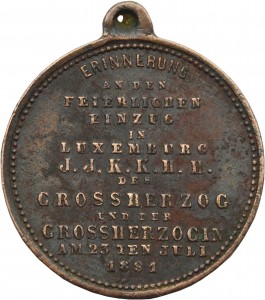 ERINNERUNG
AN DEN
FEIERLICHEN
EINZUG
IN
LUXEMBURG
J.J.K.K.H.H.
DES
GROSSHERZOG
UND DER
GROSSHERZOGIN
AM 23TEN JULI
1891